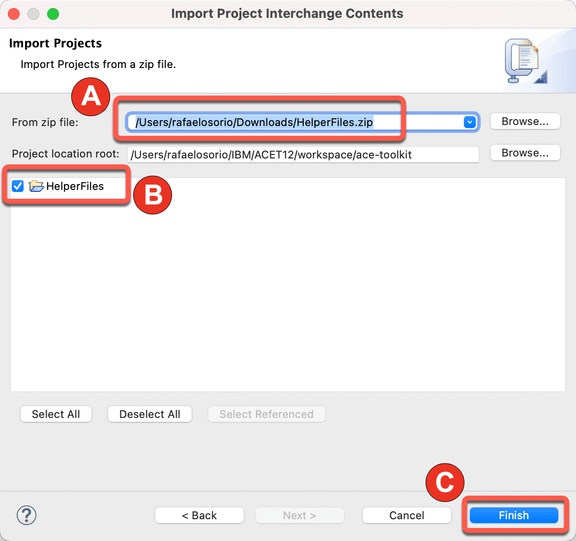 Import Project Interchange Contents
Import Projects
Import Projects from a zip file.
A
From zip file: /Users/rafaelosorio/Downloads/HelperFiles.zip Browse...
Project location root: /Users/rafaelosorio/IBM/ACET12/workspace/ace-toolkit Browse...
HelperFiles
B
Select All Deselect All Select Referenced
C
? < Back Next > Cancel Finish